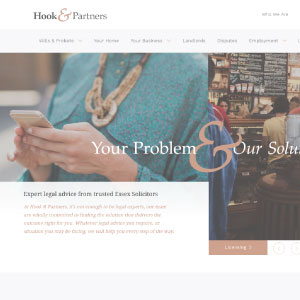 Hook & Partners
Who We Are
Wills & Probate Your Home Your Business Landlords Disputes Employment
Your Problem & Our Solu
Expert legal advice from trusted Essex Solicitors
At Hook & Partners, it's not enough to be legal experts, our team
are wholly committed to finding the solution that delivers the
outcome right for you. Whatever legal advice you require, or
situation you may be facing, we will help you every step of the way.
Licensing >